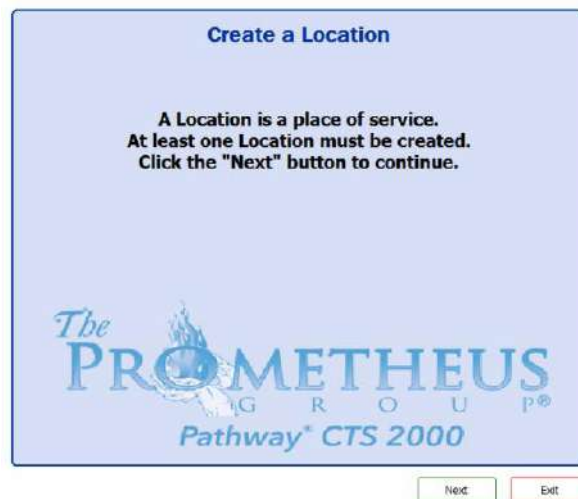 Create a Location
A Location is a place of service.
At least one Location must be created.
Click the "Next" button to continue.
The
PROMETHEUS
GROUP®
Pathway® CTS 2000
Next Exit